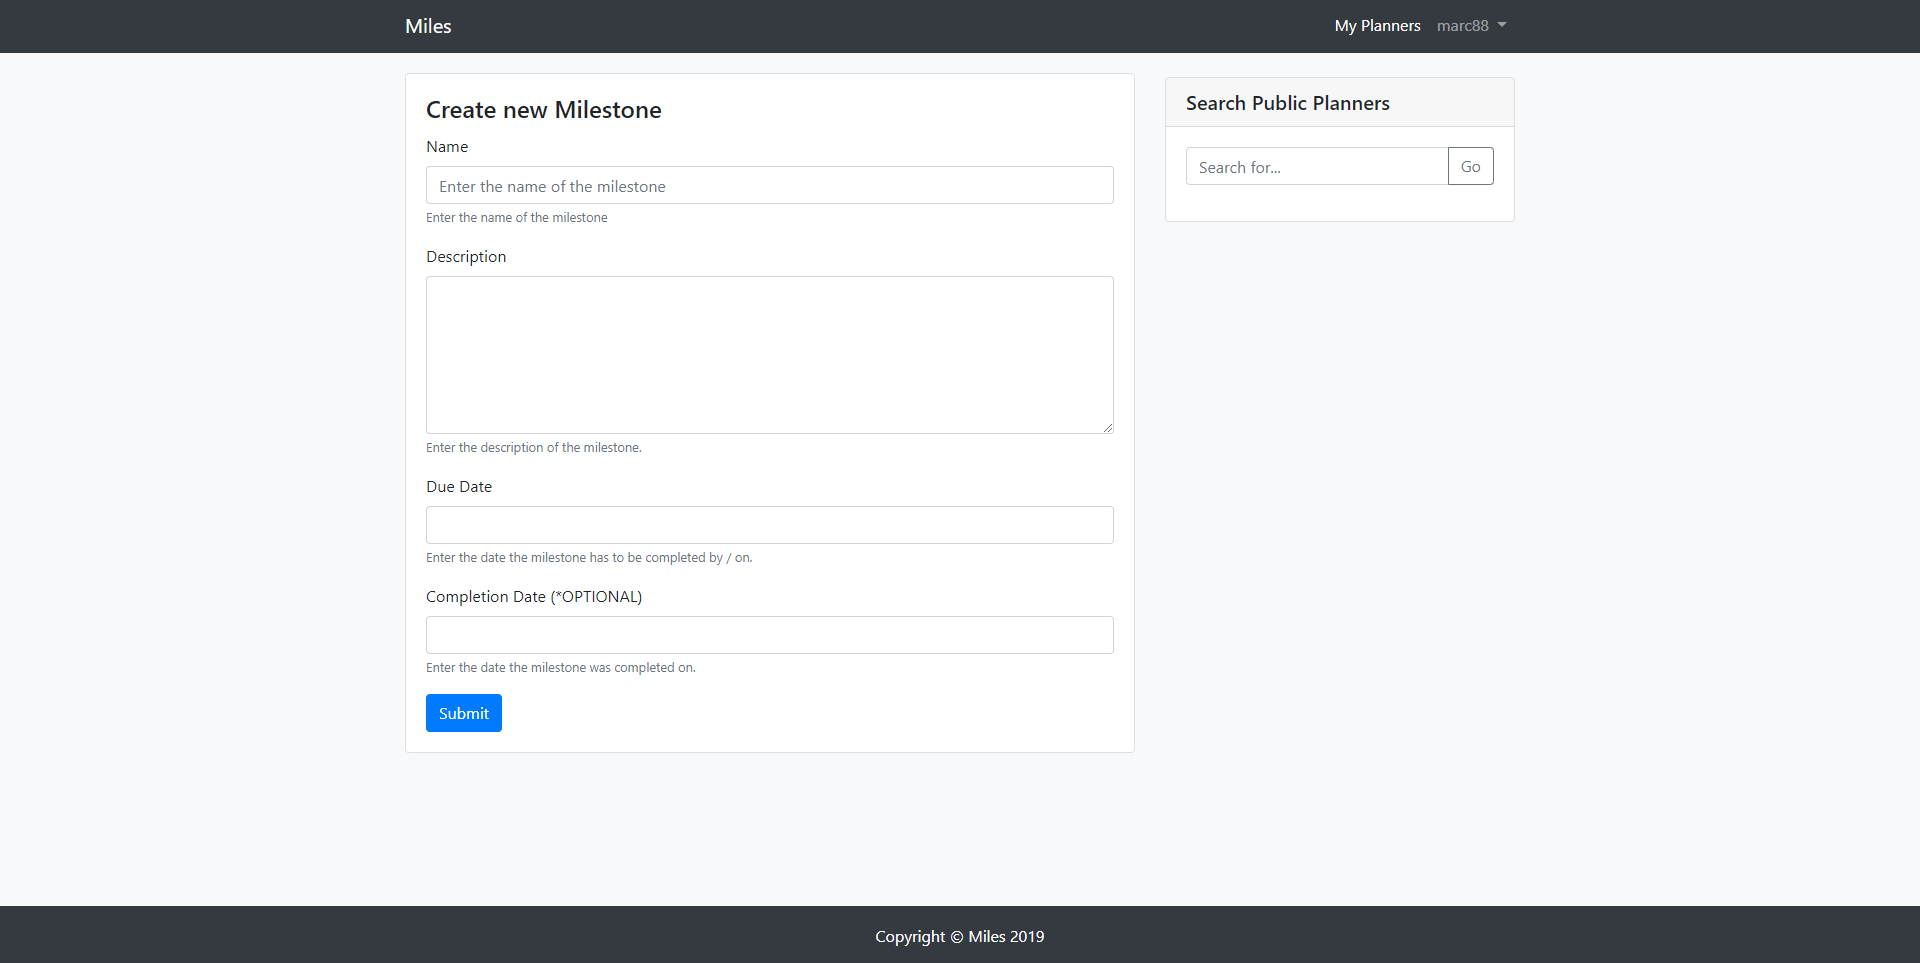 Miles
My Planners
marc88
Create new Milestone
Name
Enter the name of the milestone
Enter the name of the milestone
Description
Enter the description of the milestone.
Due Date
Enter the date the milestone has to be completed by / on.
Completion Date (*OPTIONAL)
Enter the date the milestone was completed on.
Submit
Search Public Planners
Search for...
Go
Copyright © Miles 2019